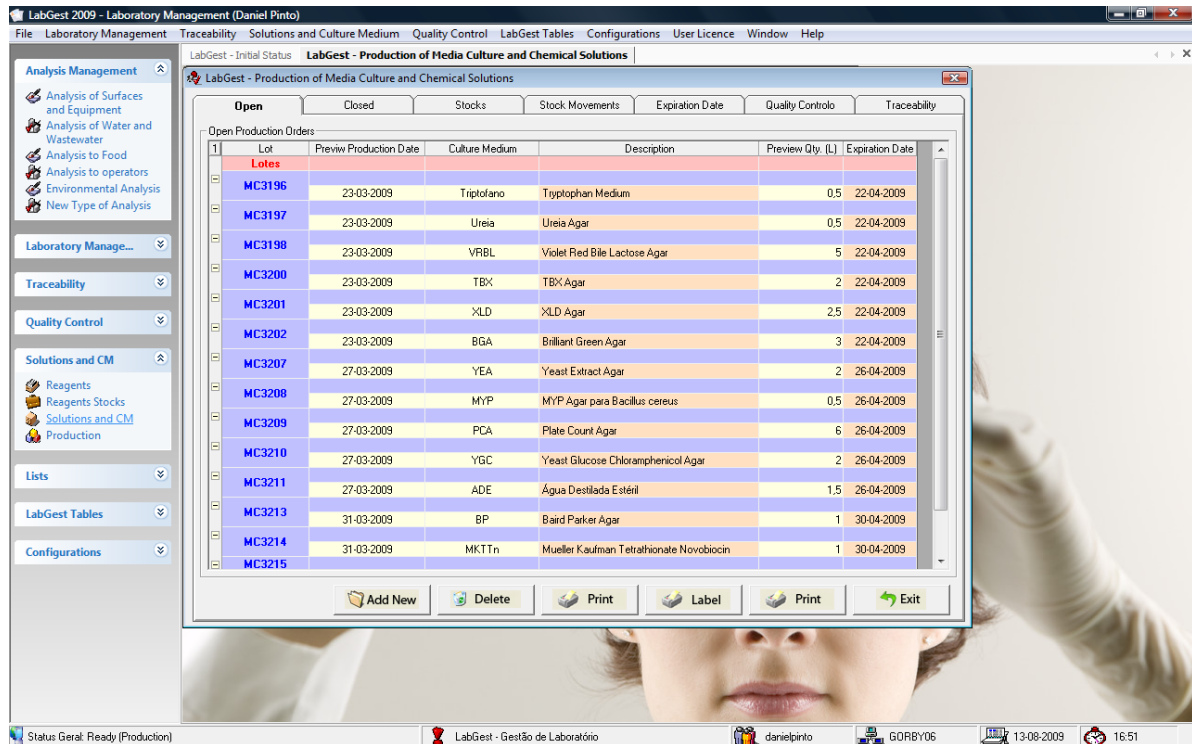 LabGest 2009 - Laboratory Management (Daniel Pinto)
File Laboratory Management Traceability Solutions and Culture Medium Quality Control LabGest Tables Configurations User Licence Window Help
LabGest - Initial Status LabGest - Production of Media Culture and Chemical Solutions
Analysis Management
Analysis of Surfaces
and Equipment
Analysis of Water and
Wastewater
Analysis to Food
Analysis to operators
Environmental Analysis
New Type of Analysis
Laboratory Manage...
Traceability
Quality Control
Solutions and CM
Reagents
Reagents Stocks
Solutions and CM
Production
Lists
LabGest Tables
Configurations
LabGest - Production of Media Culture and Chemical Solutions
Open Closed Stocks Stock Movements Expiration Date Quality Controlo Traceability
Open Production Orders
1 Lot Previw Production Date Culture Medium Description Preview Qty. (L) Expiration Date
Lotes
MC3196
23-03-2009 Triptofano Tryptophan Medium 0,5 22-04-2009
MC3197
23-03-2009 Ureia Ureia Agar 0,5 22-04-2009
MC3198
23-03-2009 VRBL Violet Red Bile Lactose Agar 5 22-04-2009
MC3200
23-03-2009 TBX TBX Agar 2 22-04-2009
MC3201
23-03-2009 XLD XLD Agar 2,5 22-04-2009
MC3202
23-03-2009 BGA Brilliant Green Agar 3 22-04-2009
MC3207
27-03-2009 YEA Yeast Extract Agar 2 26-04-2009
MC3208
27-03-2009 MYP MYP Agar para Bacillus cereus 0,5 26-04-2009
MC3209
27-03-2009 PCA Plate Count Agar 6 26-04-2009
MC3210
27-03-2009 YGC Yeast Glucose Chloramphenicol Agar 2 26-04-2009
MC3211
27-03-2009 ADE Água Destilada Estéril 1,5 26-04-2009
MC3213
31-03-2009 BP Baird Parker Agar 1 30-04-2009
MC3214
31-03-2009 MKTTn Mueller Kaufman Tetrathionate Novobiocin 1 30-04-2009
MC3215
Add New Delete Print Label Print Exit
Status Geral: Ready (Production) LabGest - Gestão de Laboratório danielpinto GORBY06 13-08-2009 16:51